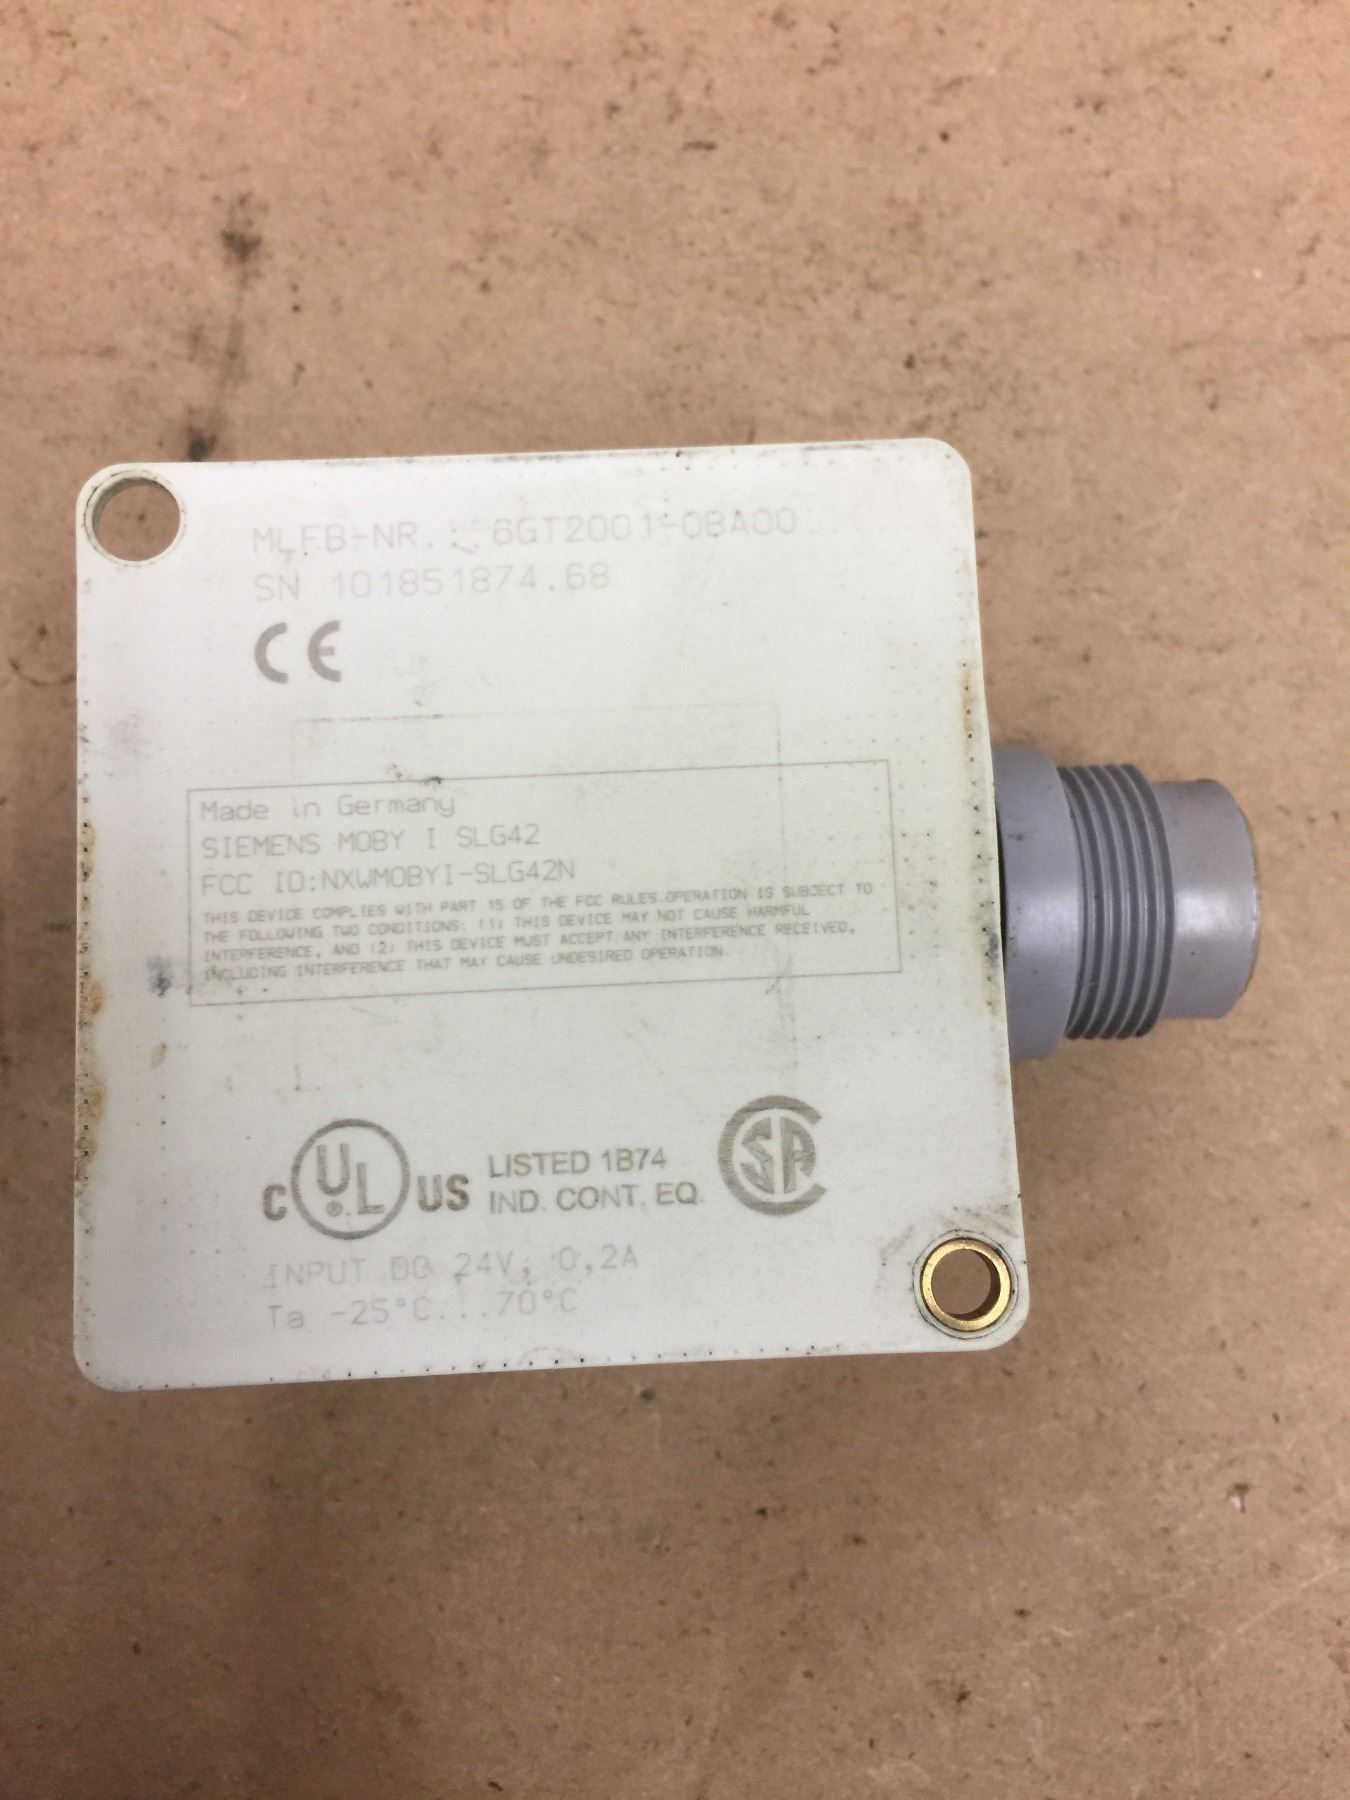 MLFB-NR.: 6GT2001-0BA00
SN 101851874.68
CE
Made in Germany
SIEMENS MOBY I SLG42
FCC ID:NXWMOBYI-SLG42N
THIS DEVICE COMPLIES WITH PART 15 OF THE FCC RULES.OPERATION IS SUBJECT TO
THE FOLLOWING TWO CONDITIONS: (1) THIS DEVICE MAY NOT CAUSE HARMFUL
INTERFERENCE, AND (2) THIS DEVICE MUST ACCEPT ANY INTERFERENCE RECEIVED,
INCLUDING INTERFERENCE THAT MAY CAUSE UNDESIRED OPERATION.
C UL ® US LISTED 1B74
IND. CONT. EQ.
CSA
INPUT DC 24V, 0,2A
Ta -25°C...70°C